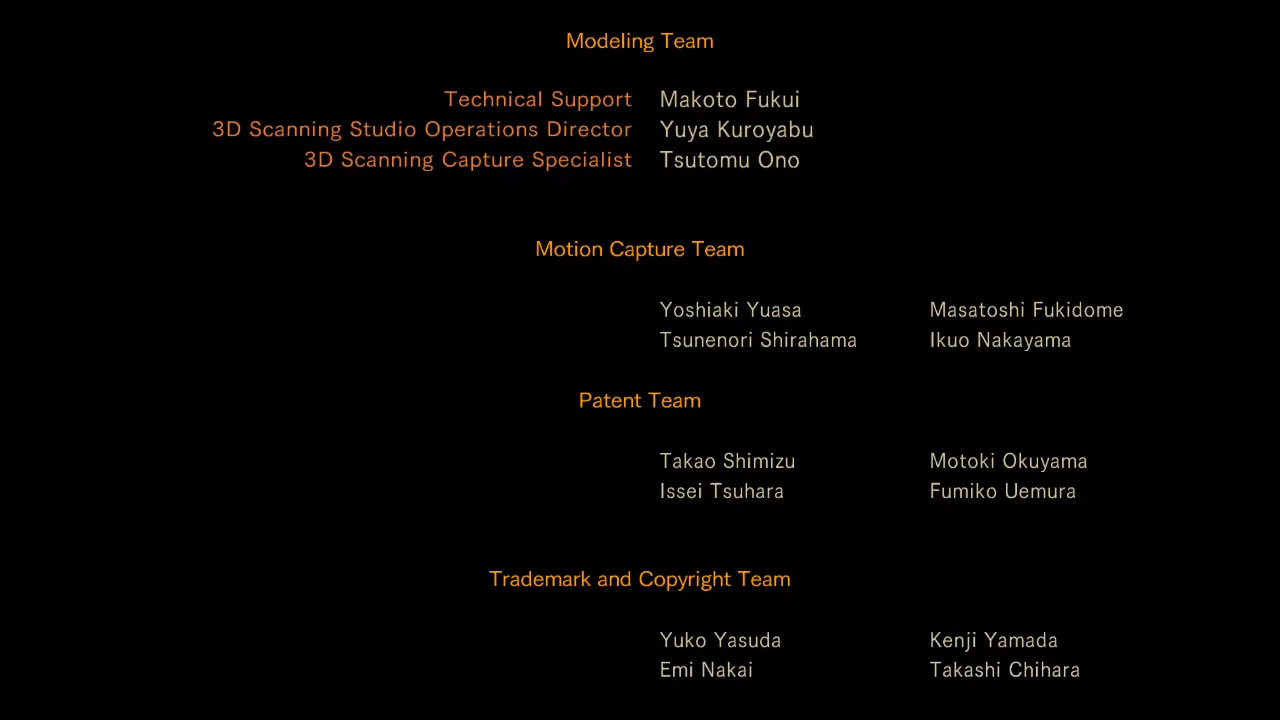 Modeling Team
Technical Support Makoto Fukui
3D Scanning Studio Operations Director Yuya Kuroyabu
3D Scanning Capture Specialist Tsutomu Ono
Motion Capture Team
Yoshiaki Yuasa Masatoshi Fukidome
Tsunenori Shirahama Ikuo Nakayama
Patent Team
Takao Shimizu Motoki Okuyama
Issei Tsuhara Fumiko Uemura
Trademark and Copyright Team
Yuko Yasuda Kenji Yamada
Emi Nakai Takashi Chihara